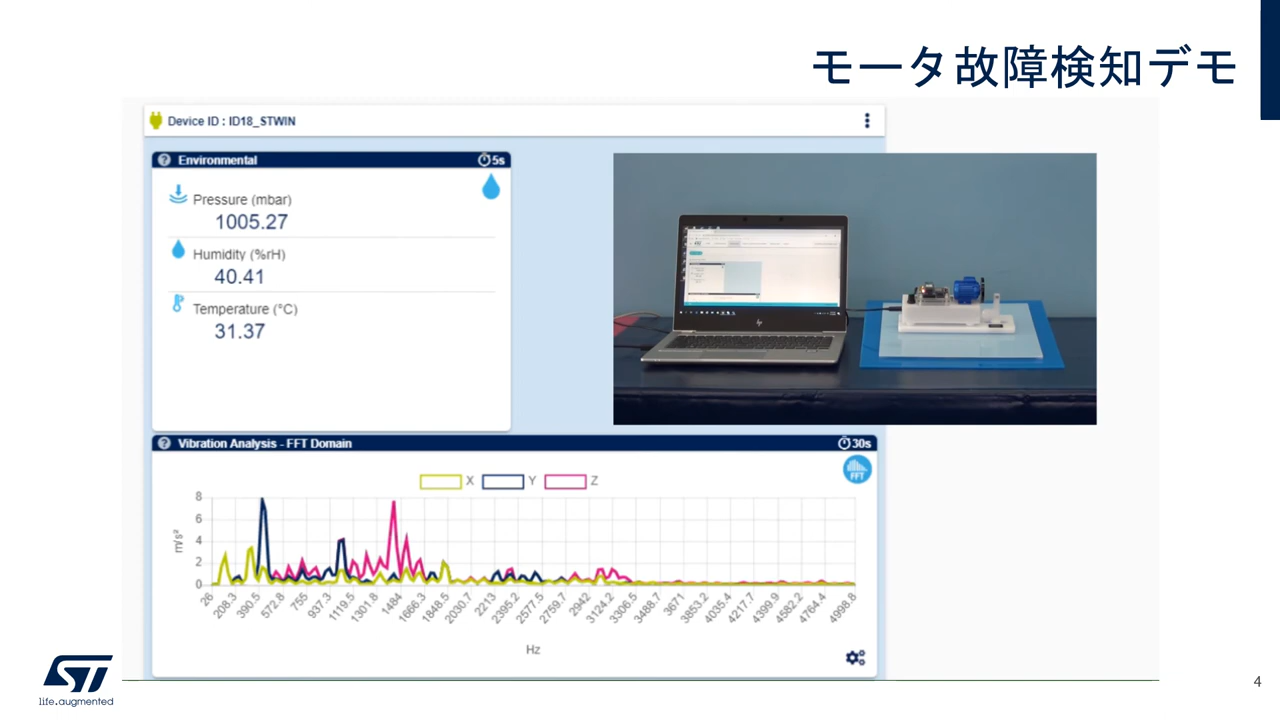 モータ故障検知デモ
Device ID : ID18_STWIN
Environmental
5s
Pressure (mbar)
1005.27
Humidity (%rH)
40.41
Temperature (°C)
31.37
Vibration Analysis - FFT Domain
30s
FFT
X Y Z
8
6
4
2
0
m/s²
26 208.3 390.5 572.8 755 937.3 1119.5 1301.8 1484 1666.3 1848.5 2030.7 2213 2395.2 2577.5 2759.7 2942 3124.2 3306.5 3488.7 3671 3853.2 4035.4 4217.7 4399.9 4582.2 4764.4 4998.8
Hz
ST
life.augmented
4